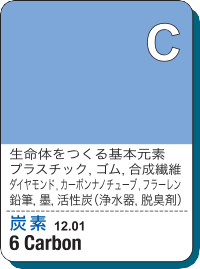 C
生命体をつくる基本元素
プラスチック, ゴム, 合成繊維
ダイヤモンド, カーボンナノチューブ, フラーレン
鉛筆, 墨, 活性炭 (浄水器, 脱臭剤)
炭素 12.01
6 Carbon